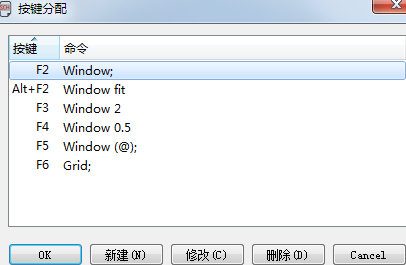 按键分配
按键 命令
F2 Window;
Alt+F2 Window fit
F3 Window 2
F4 Window 0.5
F5 Window (@);
F6 Grid;
OK 新建(N) 修改(C) 删除(D) Cancel